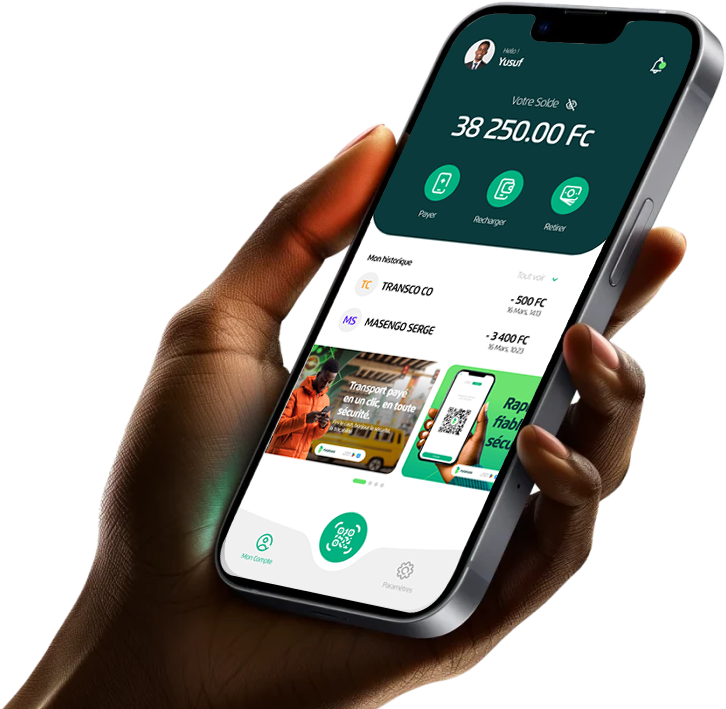 Hello !
Yusuf
Votre Solde
38 250.00 Fc
Payer
Recharger
Retirer
Mon historique
Tout voir
TC
TRANSCO CO
- 500 FC
16 Mars, 14:13
MS
MASENGO SERGE
- 3 400 FC
16 Mars, 10:23
Transport payé
en un clic, en toute
sécurité.
Rap
fiabl
sécu
Mon Compte
Paramètres